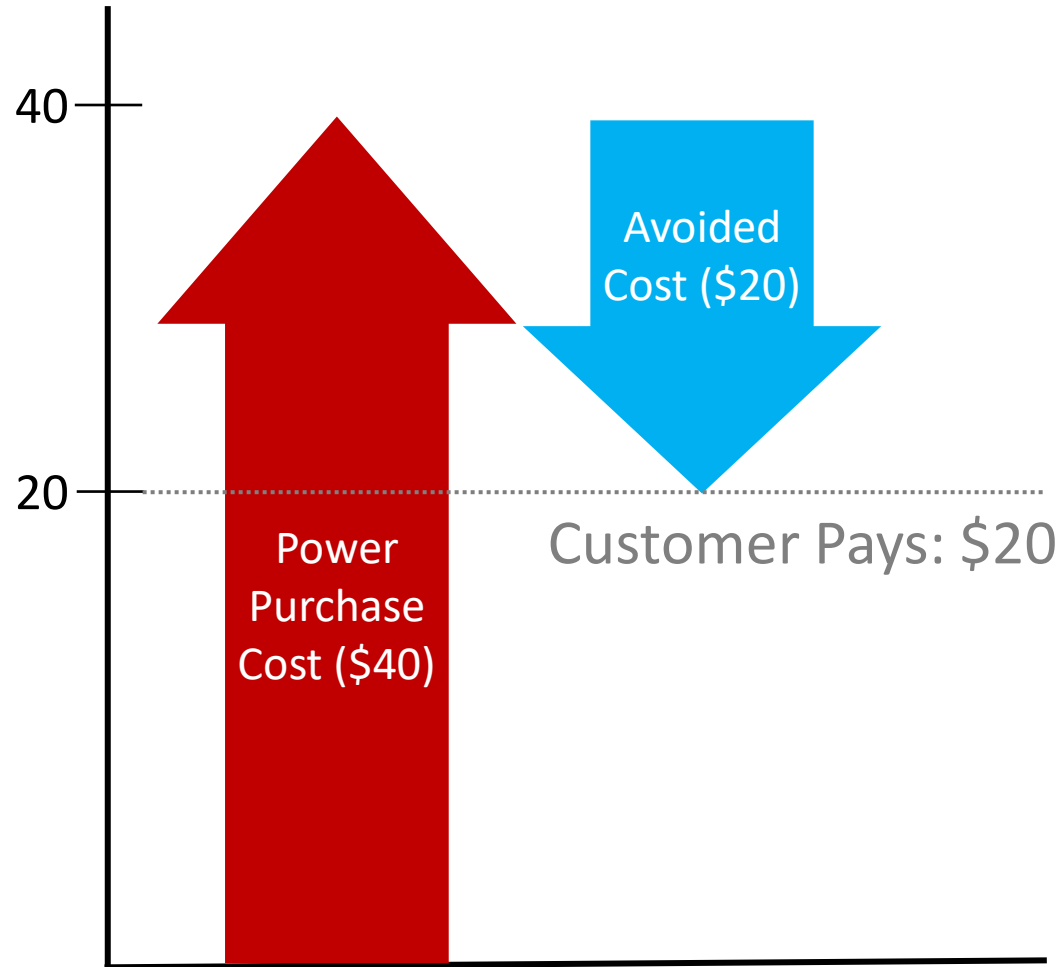 40
Avoided
Cost ($20)
20
Customer Pays: $20
Power
Purchase
Cost ($40)